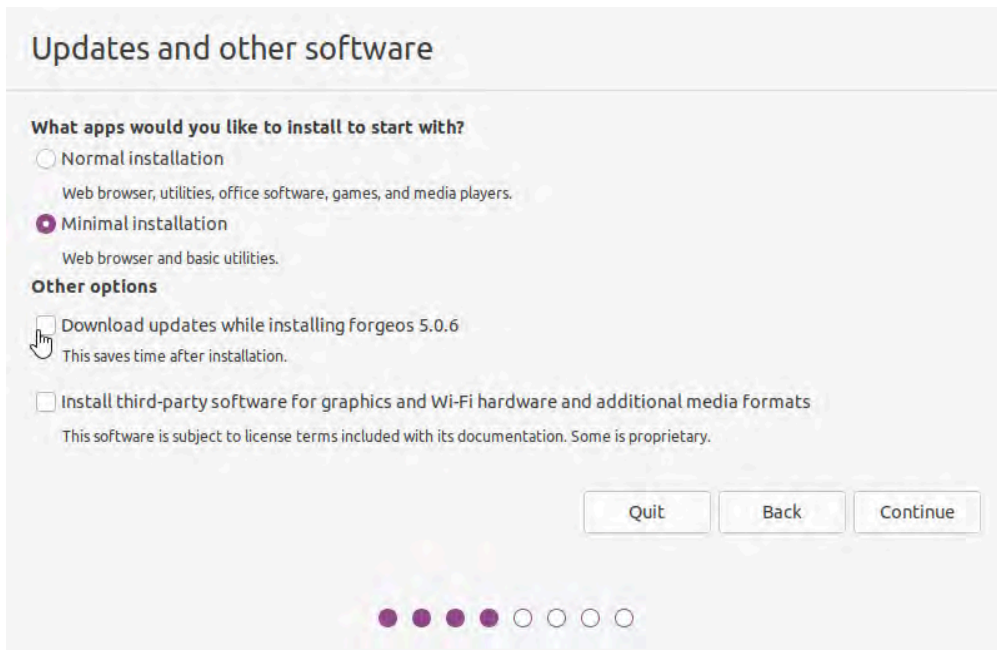 Updates and other software
What apps would you like to install to start with?
Normal installation
Web browser, utilities, office software, games, and media players.
Minimal installation
Web browser and basic utilities.
Other options
Download updates while installing forgeos 5.0.6
This saves time after installation.
Install third-party software for graphics and Wi-Fi hardware and additional media formats
This software is subject to license terms included with its documentation. Some is proprietary.
Quit Back Continue